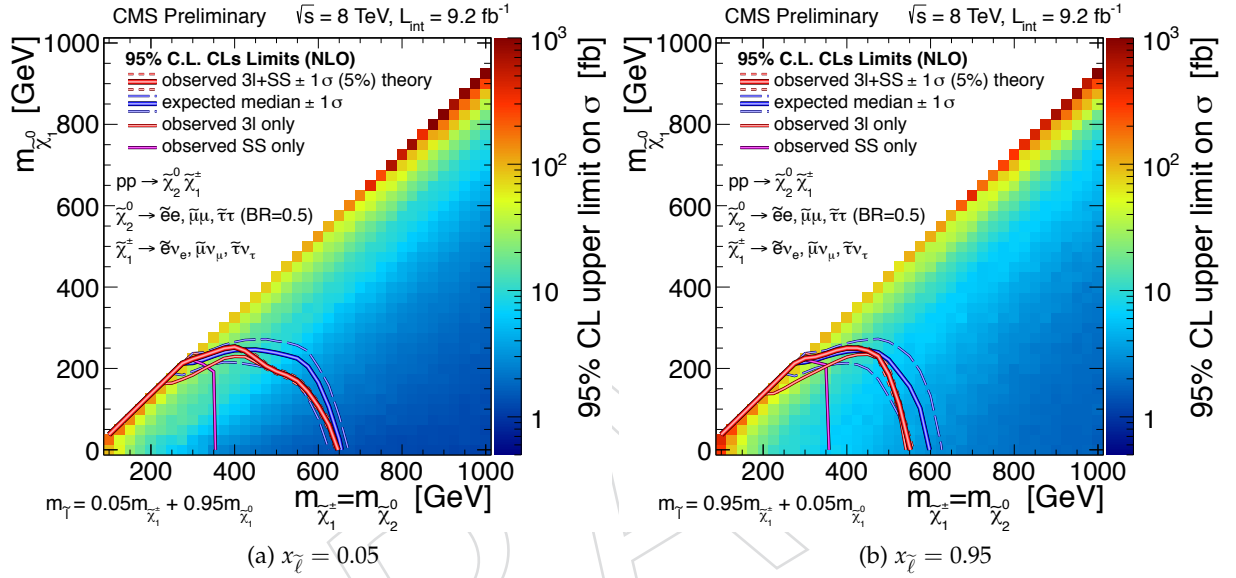 CMS Preliminary √s = 8 TeV, L_int = 9.2 fb⁻¹
m_χ̃₁⁰ [GeV]
1000
800
600
400
200
0
95% C.L. CLs Limits (NLO)
observed 3l+SS ± 1σ (5%) theory
expected median ± 1σ
observed 3l only
observed SS only
pp → χ̃₂⁰ χ̃₁±
χ̃₂⁰ → ẽe, μ̃μ, τ̃τ (BR=0.5)
χ̃₁± → ẽν_e, μ̃ν_μ, τ̃ν_τ
200 400 600 800 1000
m_χ̃₁± = m_χ̃₂⁰ [GeV]
m_l̃ = 0.05m_χ̃₁± + 0.95m_χ̃₁⁰
10³
10²
10
1
95% CL upper limit on σ [fb]
(a) x_ℓ̃ = 0.05
CMS Preliminary √s = 8 TeV, L_int = 9.2 fb⁻¹
m_χ̃₁⁰ [GeV]
1000
800
600
400
200
0
95% C.L. CLs Limits (NLO)
observed 3l+SS ± 1σ (5%) theory
expected median ± 1σ
observed 3l only
observed SS only
pp → χ̃₂⁰ χ̃₁±
χ̃₂⁰ → ẽe, μ̃μ, τ̃τ (BR=0.5)
χ̃₁± → ẽν_e, μ̃ν_μ, τ̃ν_τ
200 400 600 800 1000
m_χ̃₁± = m_χ̃₂⁰ [GeV]
m_l̃ = 0.95m_χ̃₁± + 0.05m_χ̃₁⁰
10³
10²
10
1
95% CL upper limit on σ [fb]
(b) x_ℓ̃ = 0.95